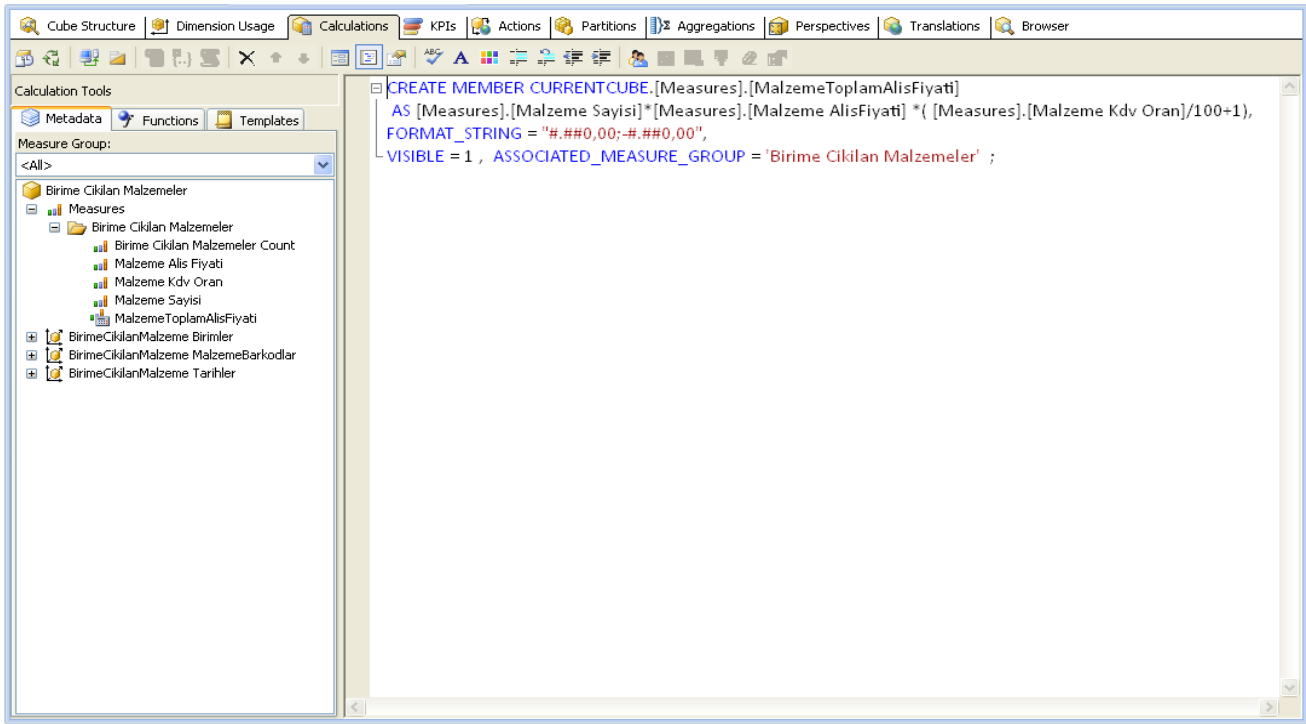 Cube Structure Dimension Usage Calculations KPIs Actions Partitions Aggregations Perspectives Translations Browser
ABC A
Calculation Tools
Metadata Functions Templates
Measure Group:
<All>
Birime Cikilan Malzemeler
Measures
Birime Cikilan Malzemeler
Birime Cikilan Malzemeler Count
Malzeme Alis Fiyati
Malzeme Kdv Oran
Malzeme Sayisi
MalzemeToplamAlisFiyati
BirimeCikilanMalzeme Birimler
BirimeCikilanMalzeme MalzemeBarkodlar
BirimeCikilanMalzeme Tarihler
CREATE MEMBER CURRENTCUBE.[Measures].[MalzemeToplamAlisFiyati]
AS [Measures].[Malzeme Sayisi]*[Measures].[Malzeme AlisFiyati] *( [Measures].[Malzeme Kdv Oran]/100+1),
FORMAT_STRING = "#.##0,00;-#.##0,00",
VISIBLE = 1 , ASSOCIATED_MEASURE_GROUP = 'Birime Cikilan Malzemeler' ;